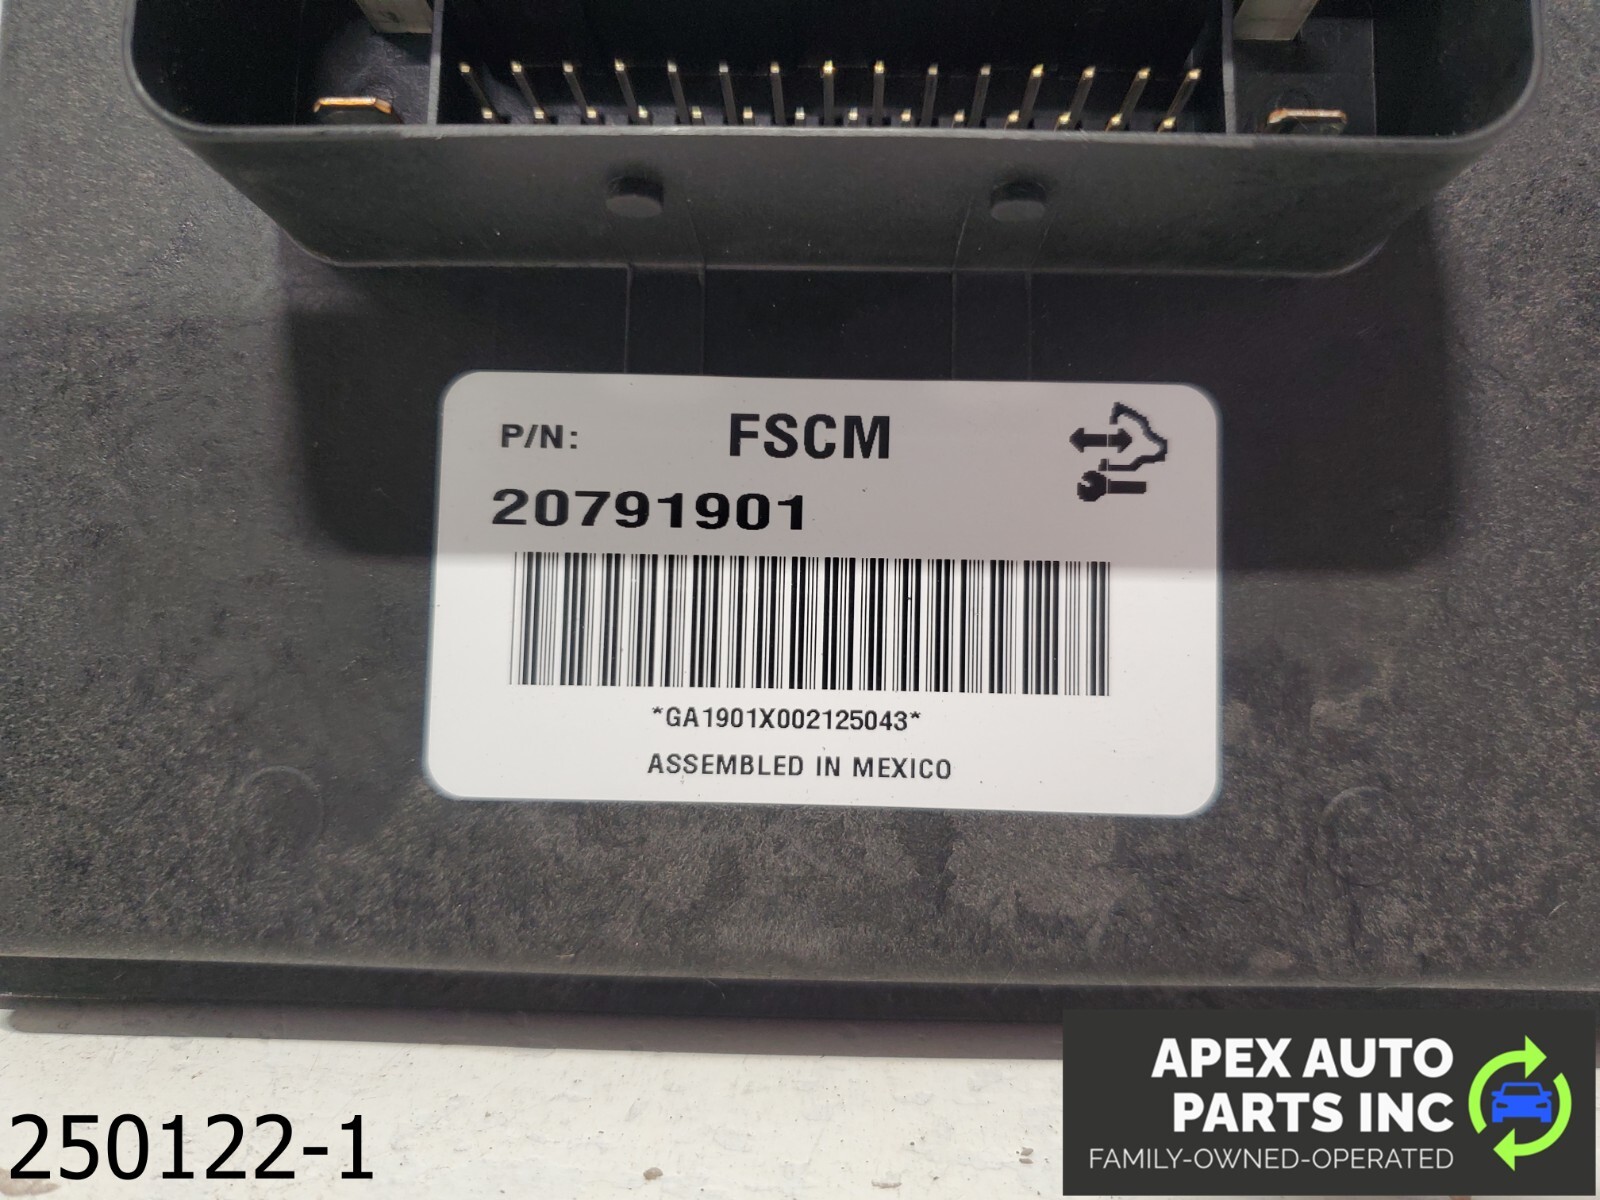 P/N: FSCM
20791901
*GA1901X002125043*
ASSEMBLED IN MEXICO
250122-1
APEX AUTO
PARTS INC
FAMILY-OWNED-OPERATED